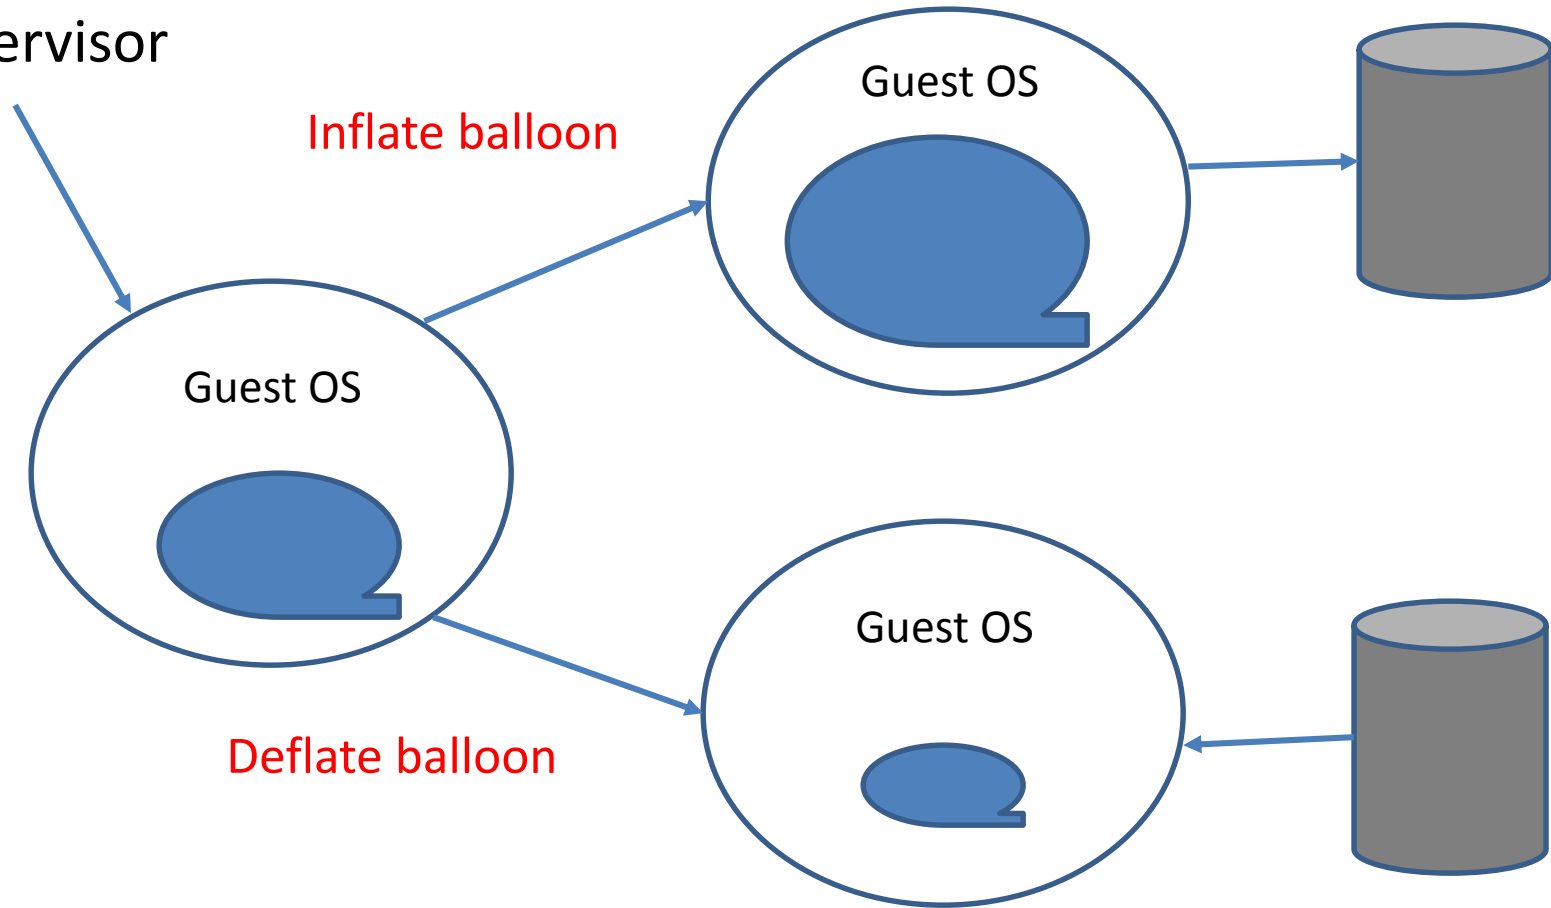 ervisor
Inflate balloon
Guest OS
Guest OS
Guest OS
Deflate balloon